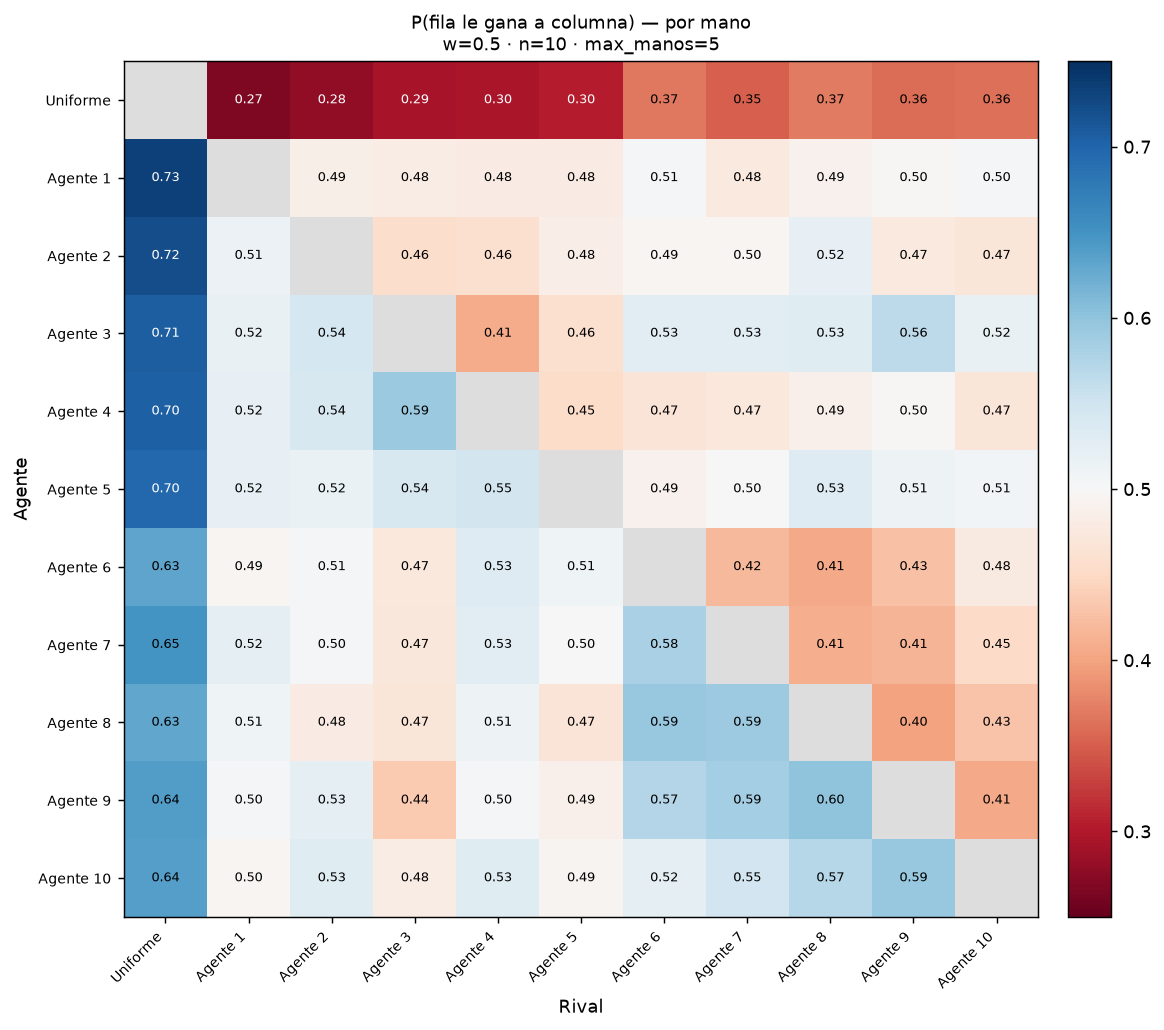 P(fila le gana a columna) — por mano
w=0.5 · n=10 · max_manos=5
Agente
Uniforme 0.27 0.28 0.29 0.30 0.30 0.37 0.35 0.37 0.36 0.36
Agente 1 0.73 0.49 0.48 0.48 0.48 0.51 0.48 0.49 0.50 0.50
Agente 2 0.72 0.51 0.46 0.46 0.48 0.49 0.50 0.52 0.47 0.47
Agente 3 0.71 0.52 0.54 0.41 0.46 0.53 0.53 0.53 0.56 0.52
Agente 4 0.70 0.52 0.54 0.59 0.45 0.47 0.47 0.49 0.50 0.47
Agente 5 0.70 0.52 0.52 0.54 0.55 0.49 0.50 0.53 0.51 0.51
Agente 6 0.63 0.49 0.51 0.47 0.53 0.51 0.42 0.41 0.43 0.48
Agente 7 0.65 0.52 0.50 0.47 0.53 0.50 0.58 0.41 0.41 0.45
Agente 8 0.63 0.51 0.48 0.47 0.51 0.47 0.59 0.59 0.40 0.43
Agente 9 0.64 0.50 0.53 0.44 0.50 0.49 0.57 0.59 0.60 0.41
Agente 10 0.64 0.50 0.53 0.48 0.53 0.49 0.52 0.55 0.57 0.59
Uniforme Agente 1 Agente 2 Agente 3 Agente 4 Agente 5 Agente 6 Agente 7 Agente 8 Agente 9 Agente 10
Rival
0.7
0.6
0.5
0.4
0.3